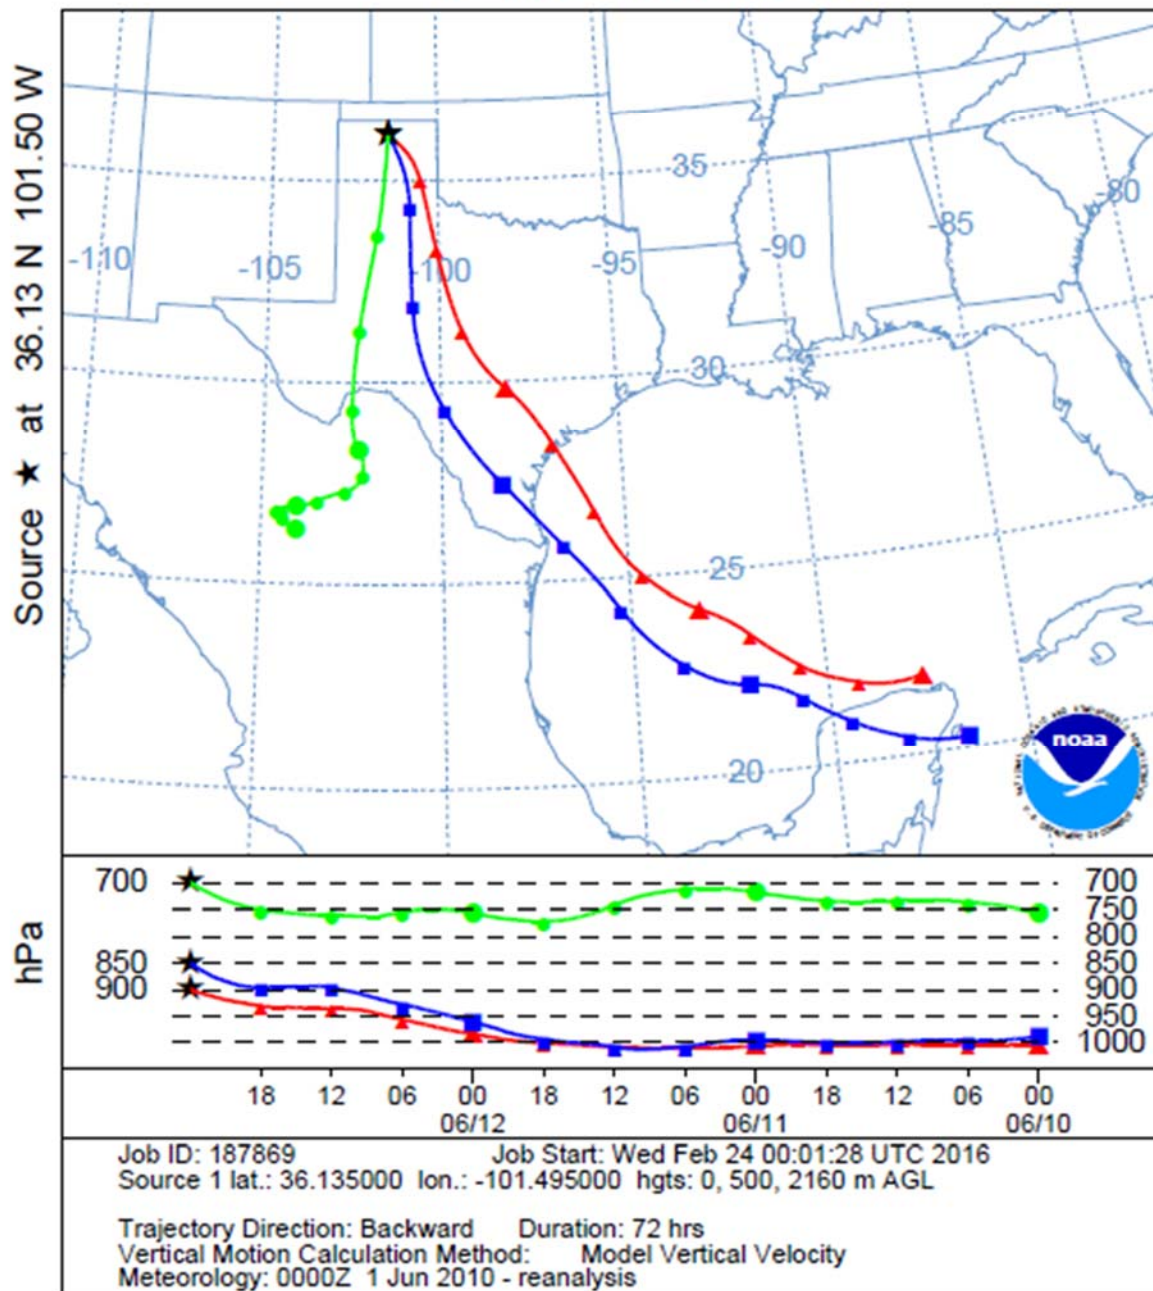 Source ★ at 36.13 N 101.50 W
35
-80
-85
-90
-95
-100
-105
-110
30
25
20
noaa
hPa
700 700
750
800
850 850
900 900
950
1000
18 12 06 00 18 12 06 00 18 12 06 00
06/12 06/11 06/10
Job ID: 187869 Job Start: Wed Feb 24 00:01:28 UTC 2016
Source 1 lat.: 36.135000 lon.: -101.495000 hgts: 0, 500, 2160 m AGL
Trajectory Direction: Backward Duration: 72 hrs
Vertical Motion Calculation Method: Model Vertical Velocity
Meteorology: 0000Z 1 Jun 2010 - reanalysis